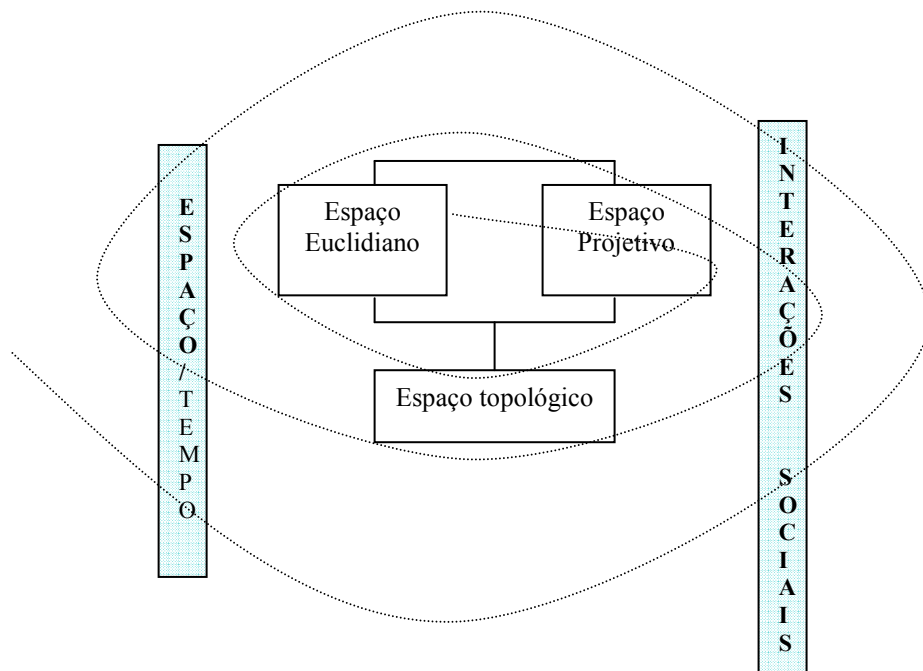 ESPAÇO/TEMPO
Espaço
Euclidiano
Espaço
Projetivo
Espaço topológico
INTERAÇÕES SOCIAIS